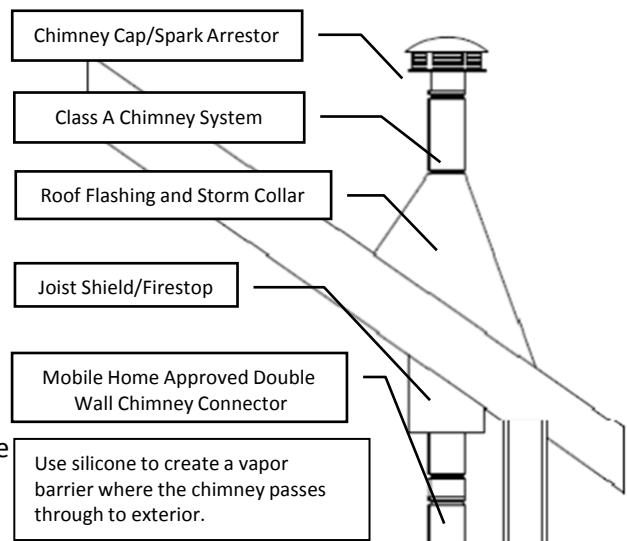 Chimney Cap/Spark Arrestor
Class A Chimney System
Roof Flashing and Storm Collar
Joist Shield/Firestop
Mobile Home Approved Double
Wall Chimney Connector
e
Use silicone to create a vapor
barrier where the chimney passes
through to exterior.